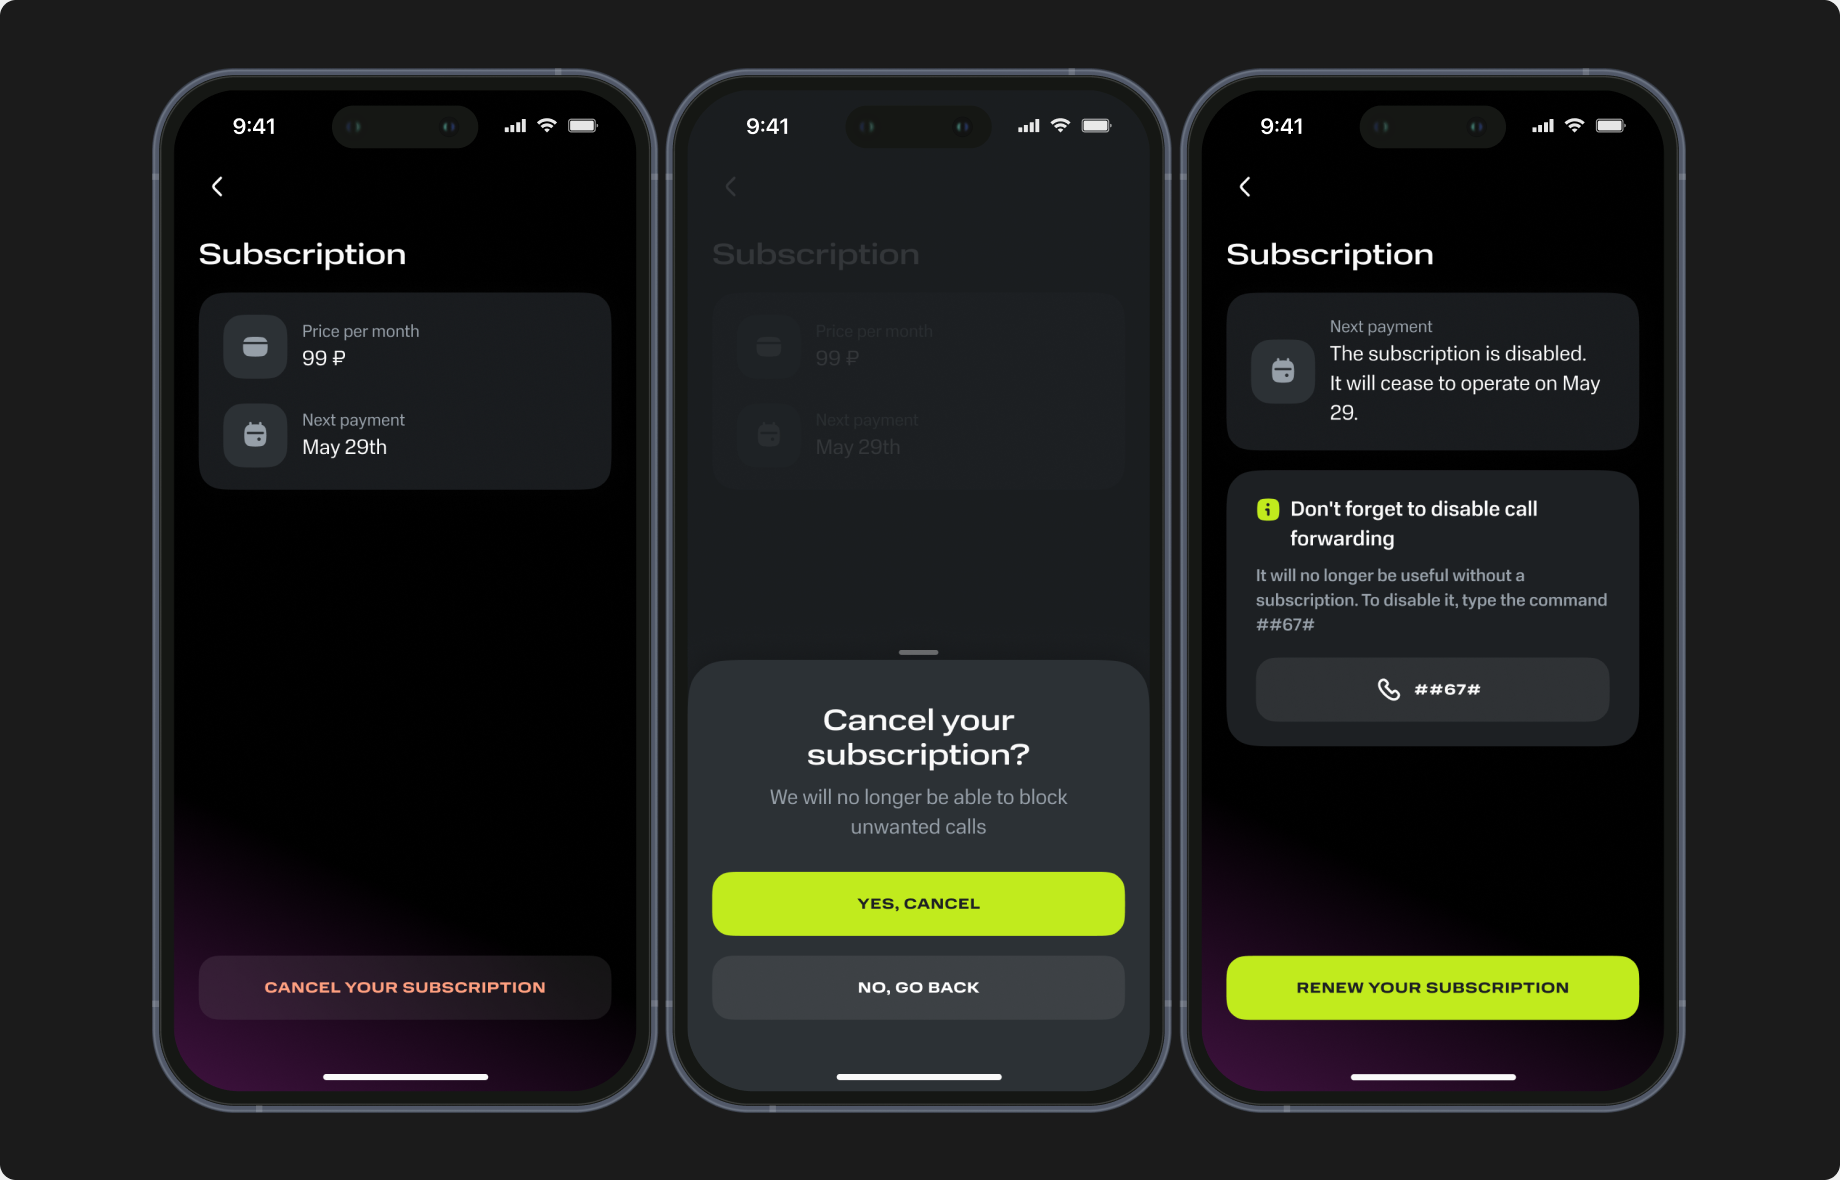 9:41
Subscription
Price per month
99 ₽
Next payment
May 29th
CANCEL YOUR SUBSCRIPTION
9:41
Subscription
Price per month
99 ₽
Next payment
May 29th
Cancel your
subscription?
We will no longer be able to block
unwanted calls
YES, CANCEL
NO, GO BACK
9:41
Subscription
Next payment
The subscription is disabled.
It will cease to operate on May
29.
Don't forget to disable call
forwarding
It will no longer be useful without a
subscription. To disable it, type the command
##67#
##67#
RENEW YOUR SUBSCRIPTION